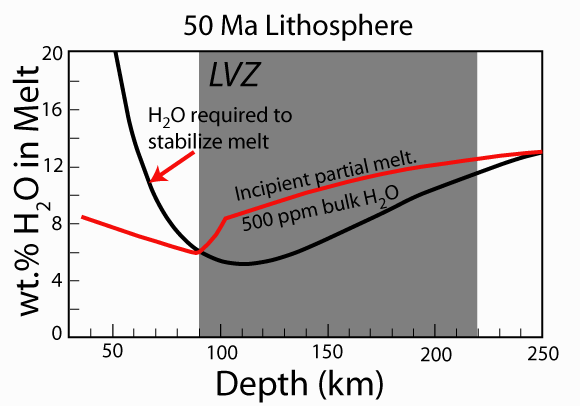 50 Ma Lithosphere
wt.% H₂O in Melt
20
16
12
8
4
0
LVZ
H₂O required to
stabilize melt
Incipient partial melt.
500 ppm bulk H₂O
50
100
150
200
250
Depth (km)